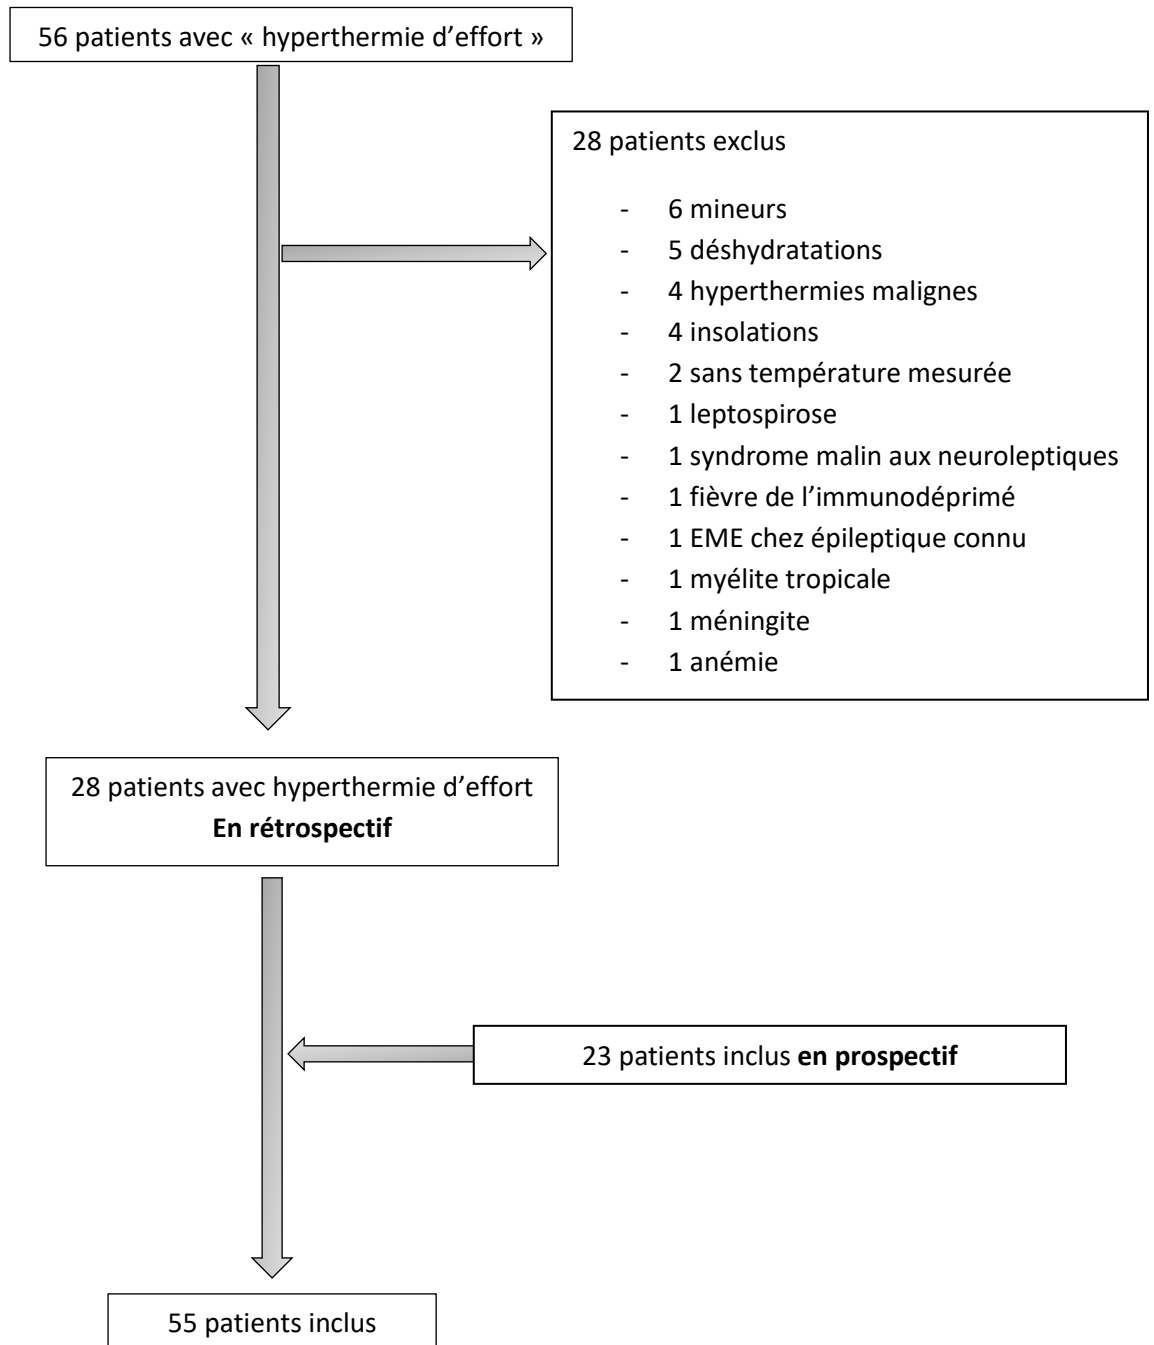 56 patients avec « hyperthermie d’effort »
28 patients exclus
- 6 mineurs
- 5 déshydratations
- 4 hyperthermies malignes
- 4 insolations
- 2 sans température mesurée
- 1 leptospirose
- 1 syndrome malin aux neuroleptiques
- 1 fièvre de l’immunodéprimé
- 1 EME chez épileptique connu
- 1 myélite tropicale
- 1 méningite
- 1 anémie
28 patients avec hyperthermie d’effort
En rétrospectif
23 patients inclus en prospectif
55 patients inclus